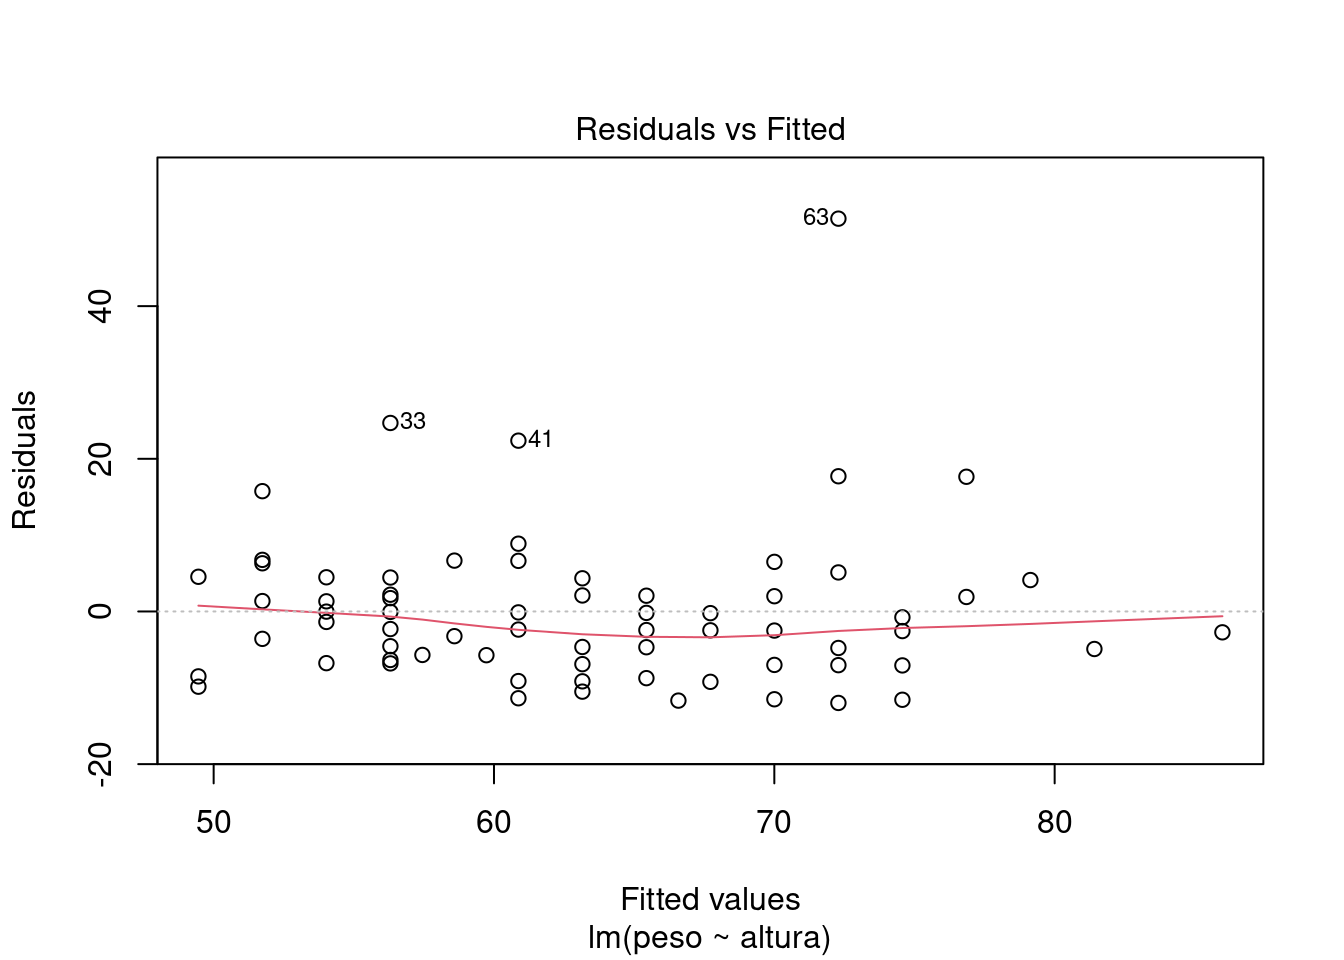 Residuals vs Fitted
63
40
33
41
20
0
-20
Residuals
50 60 70 80
Fitted values
lm(peso ~ altura)